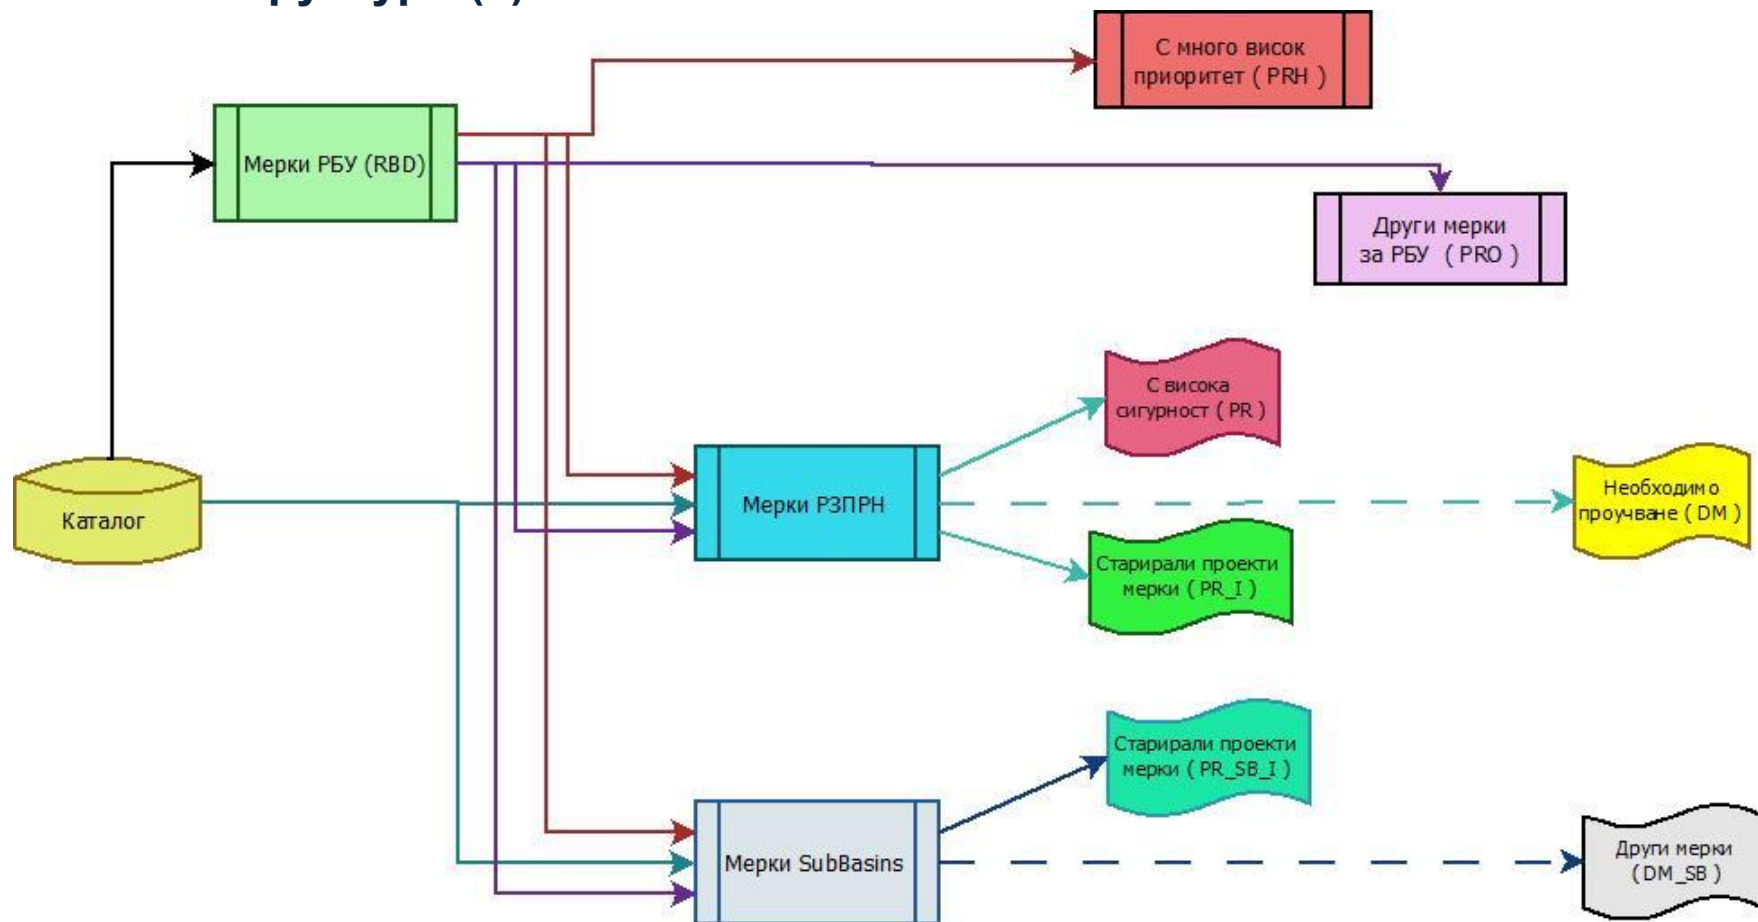 С много висок
приоритет ( PRH )
Мерки РБУ (RBD)
Други мерки
за РБУ ( PRO )
С висока
сигурност ( PR )
Каталог
Мерки РЗПРН
Необходимо
проучване ( DM )
Старирали проекти
мерки ( PR_I )
Старирали проекти
мерки ( PR_SB_I )
Мерки SubBasins
Други мерки
( DM_SB )